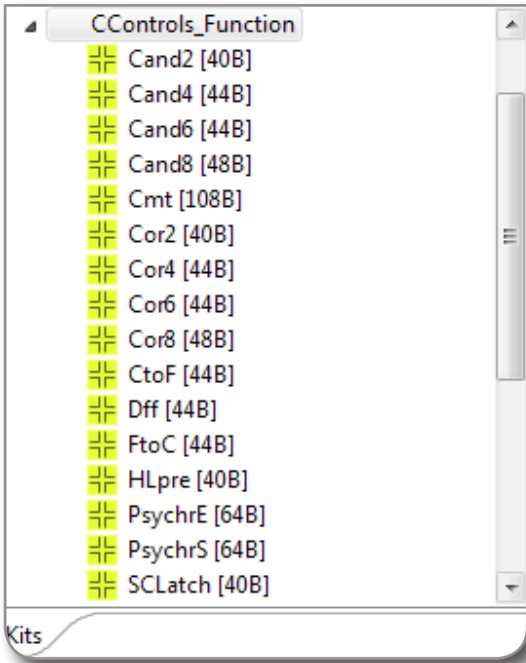 CControls_Function
Cand2 [40B]
Cand4 [44B]
Cand6 [44B]
Cand8 [48B]
Cmt [108B]
Cor2 [40B]
Cor4 [44B]
Cor6 [44B]
Cor8 [48B]
CtoF [44B]
Dff [44B]
FtoC [44B]
HLpre [40B]
PsychrE [64B]
PsychrS [64B]
SCLatch [40B]
Kits